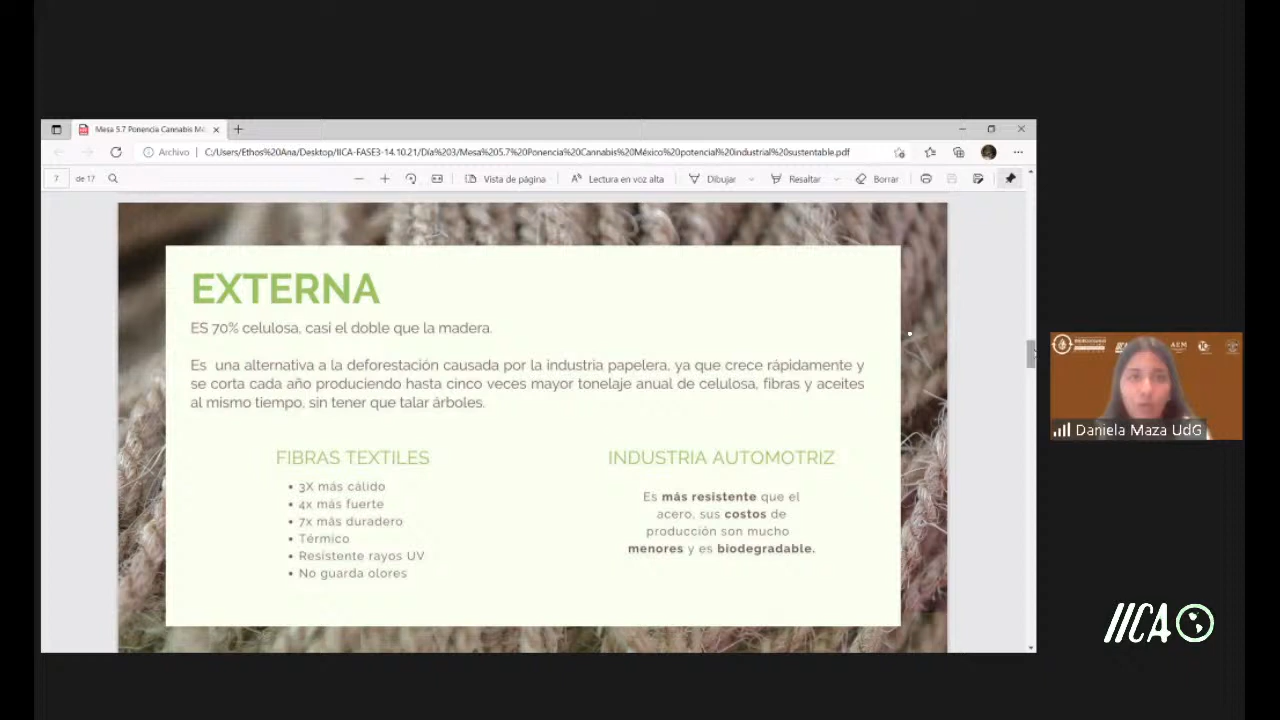 Mesa 5.7 Ponencia Cannabis Mé
Archivo
C:/Users/Ethos%20Ana/Desktop/IICA-FASE3-14.10.21/Día%203/Mesa%205.7%20Ponencia%20Cannabis%20México%20potencial%20industrial%20sustentable.pdf
7 de 17
Vista de página
Lectura en voz alta
Dibujar
Resaltar
Borrar
EXTERNA
ES 70% celulosa, casi el doble que la madera.
Es una alternativa a la deforestación causada por la industria papelera, ya que crece rápidamente y
se corta cada año produciendo hasta cinco veces mayor tonelaje anual de celulosa, fibras y aceites
al mismo tiempo, sin tener que talar árboles.
FIBRAS TEXTILES
• 3X más cálido
• 4x más fuerte
• 7x más duradero
• Térmico
• Resistente rayos UV
• No guarda olores
INDUSTRIA AUTOMOTRIZ
Es más resistente que el
acero, sus costos de
producción son mucho
menores y es biodegradable.
AEM
Daniela Maza UdG
IICA